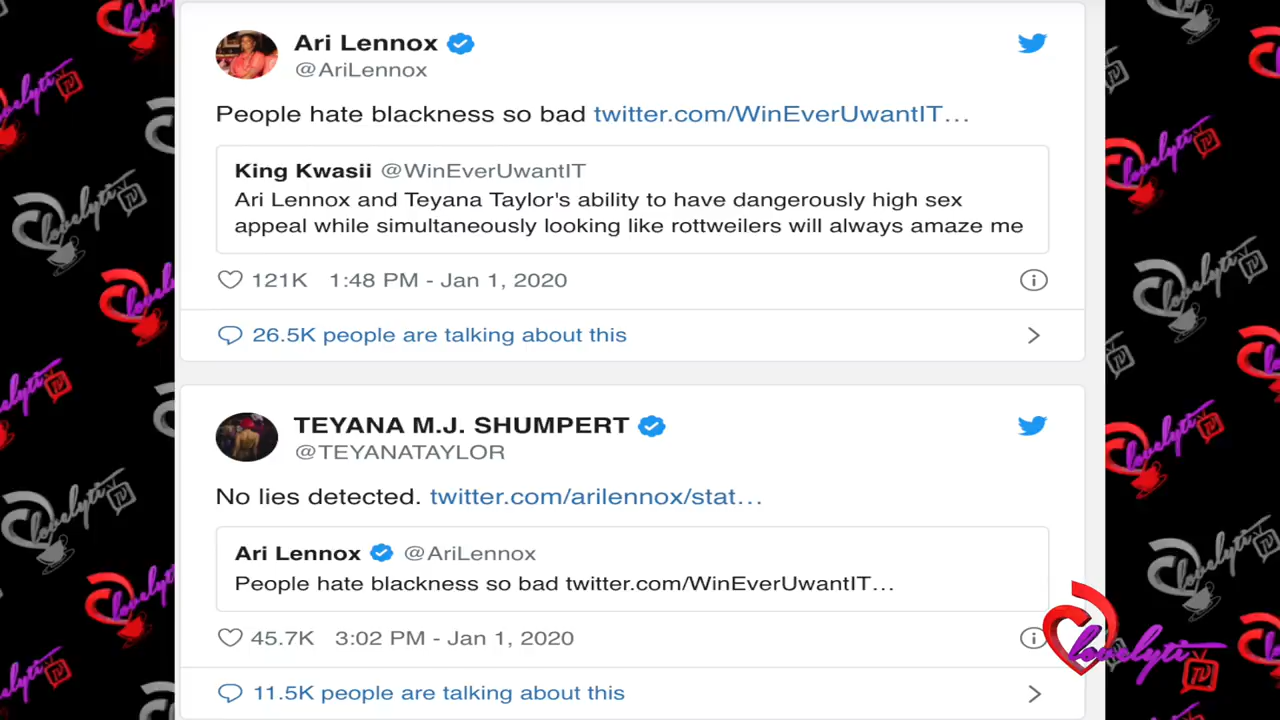 Ari Lennox
@AriLennox
People hate blackness so bad twitter.com/WinEverUwantIT…
King Kwasii @WinEverUwantIT
Ari Lennox and Teyana Taylor's ability to have dangerously high sex
appeal while simultaneously looking like rottweilers will always amaze me
121K 1:48 PM - Jan 1, 2020
26.5K people are talking about this
TEYANA M.J. SHUMPERT
@TEYANATAYLOR
No lies detected. twitter.com/arilennox/stat…
Ari Lennox @AriLennox
People hate blackness so bad twitter.com/WinEverUwantIT…
45.7K 3:02 PM - Jan 1, 2020
11.5K people are talking about this
lovelyti TV